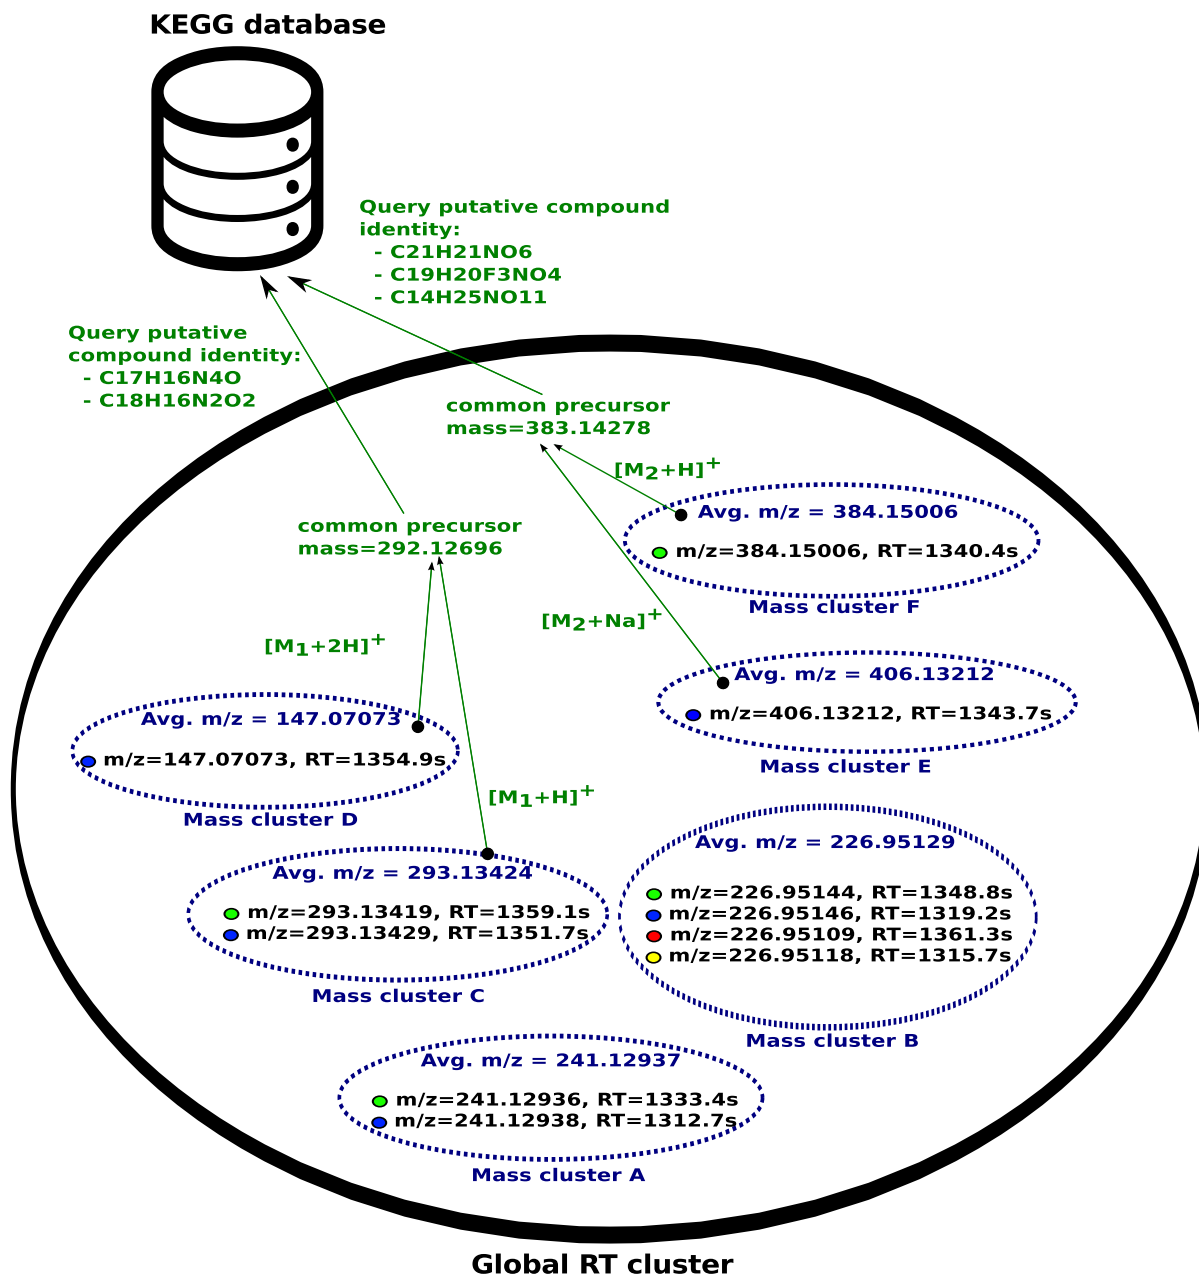 KEGG database
Query putative compound
identity:
- C21H21NO6
- C19H20F3NO4
- C14H25NO11
Query putative
compound identity:
- C17H16N4O
- C18H16N2O2
common precursor
mass=383.14278
[M2+H]+
Avg. m/z = 384.15006
m/z=384.15006, RT=1340.4s
Mass cluster F
common precursor
mass=292.12696
[M2+Na]+
[M1+2H]+
Avg. m/z = 406.13212
m/z=406.13212, RT=1343.7s
Mass cluster E
Avg. m/z = 147.07073
m/z=147.07073, RT=1354.9s
Mass cluster D
[M1+H]+
Avg. m/z = 293.13424
m/z=293.13419, RT=1359.1s
m/z=293.13429, RT=1351.7s
Mass cluster C
Avg. m/z = 226.95129
m/z=226.95144, RT=1348.8s
m/z=226.95146, RT=1319.2s
m/z=226.95109, RT=1361.3s
m/z=226.95118, RT=1315.7s
Mass cluster B
Avg. m/z = 241.12937
m/z=241.12936, RT=1333.4s
m/z=241.12938, RT=1312.7s
Mass cluster A
Global RT cluster